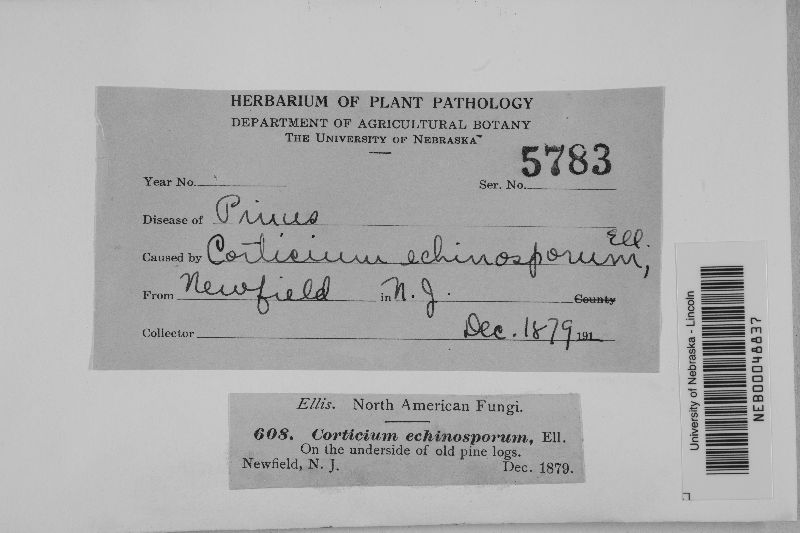 HERBARIUM OF PLANT PATHOLOGY
DEPARTMENT OF AGRICULTURAL BOTANY
THE UNIVERSITY OF NEBRASKA
Year No. Ser. No. 5783
Disease of Pinus
Caused by Corticium echinosporum, Ell.
From Newfield in N. J. County
Collector Dec. 1879 191
Ellis. North American Fungi.
608. Corticium echinosporum, Ell.
On the underside of old pine logs.
Newfield, N. J. Dec. 1879.
University of Nebraska - Lincoln
NEB00048837